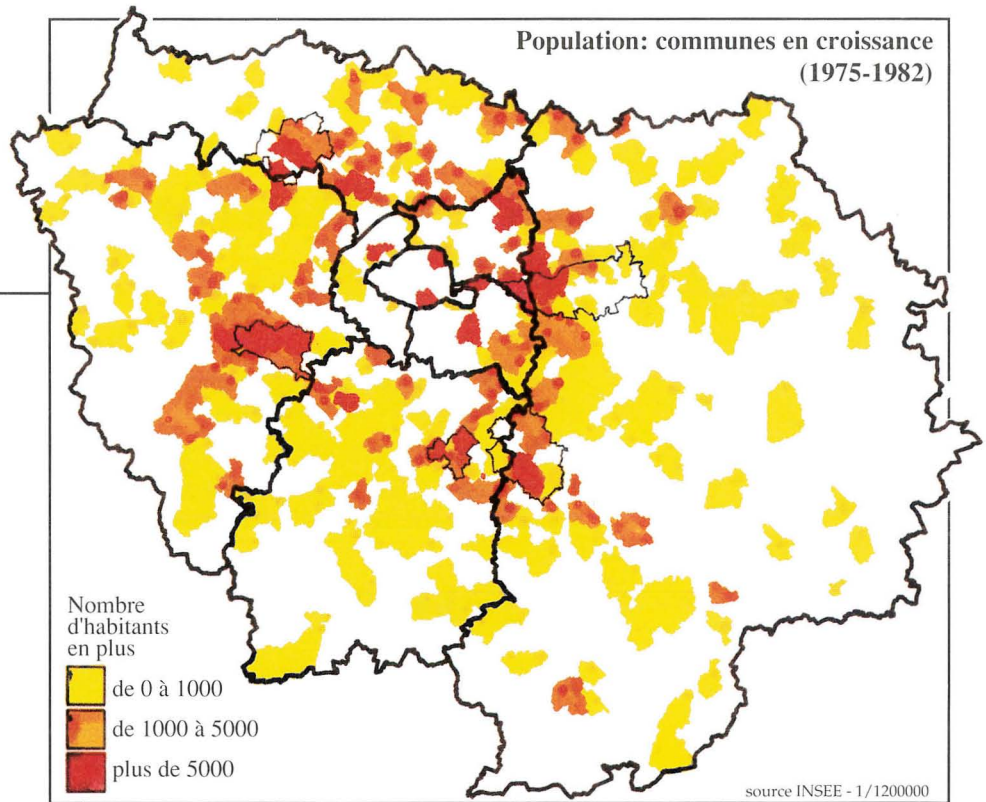 Population: communes en croissance
(1975-1982)
Nombre
d'habitants
en plus
de 0 à 1000
de 1000 à 5000
plus de 5000
source INSEE - 1/1200000